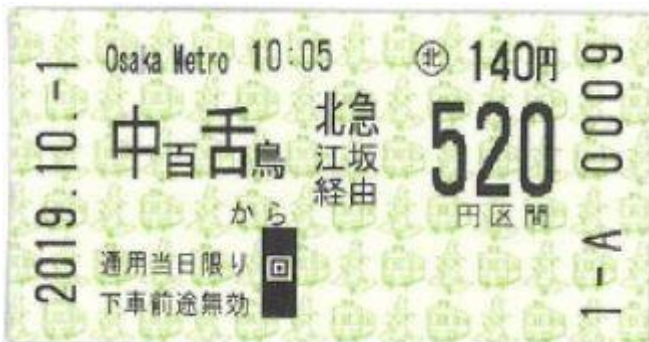 2019.10.-1
Osaka Metro 10:05 ㊋ 140円
中百舌鳥
から
北急
江坂
経由
520
円区間
通用当日限り
下車前途無効
回
1-A 0009